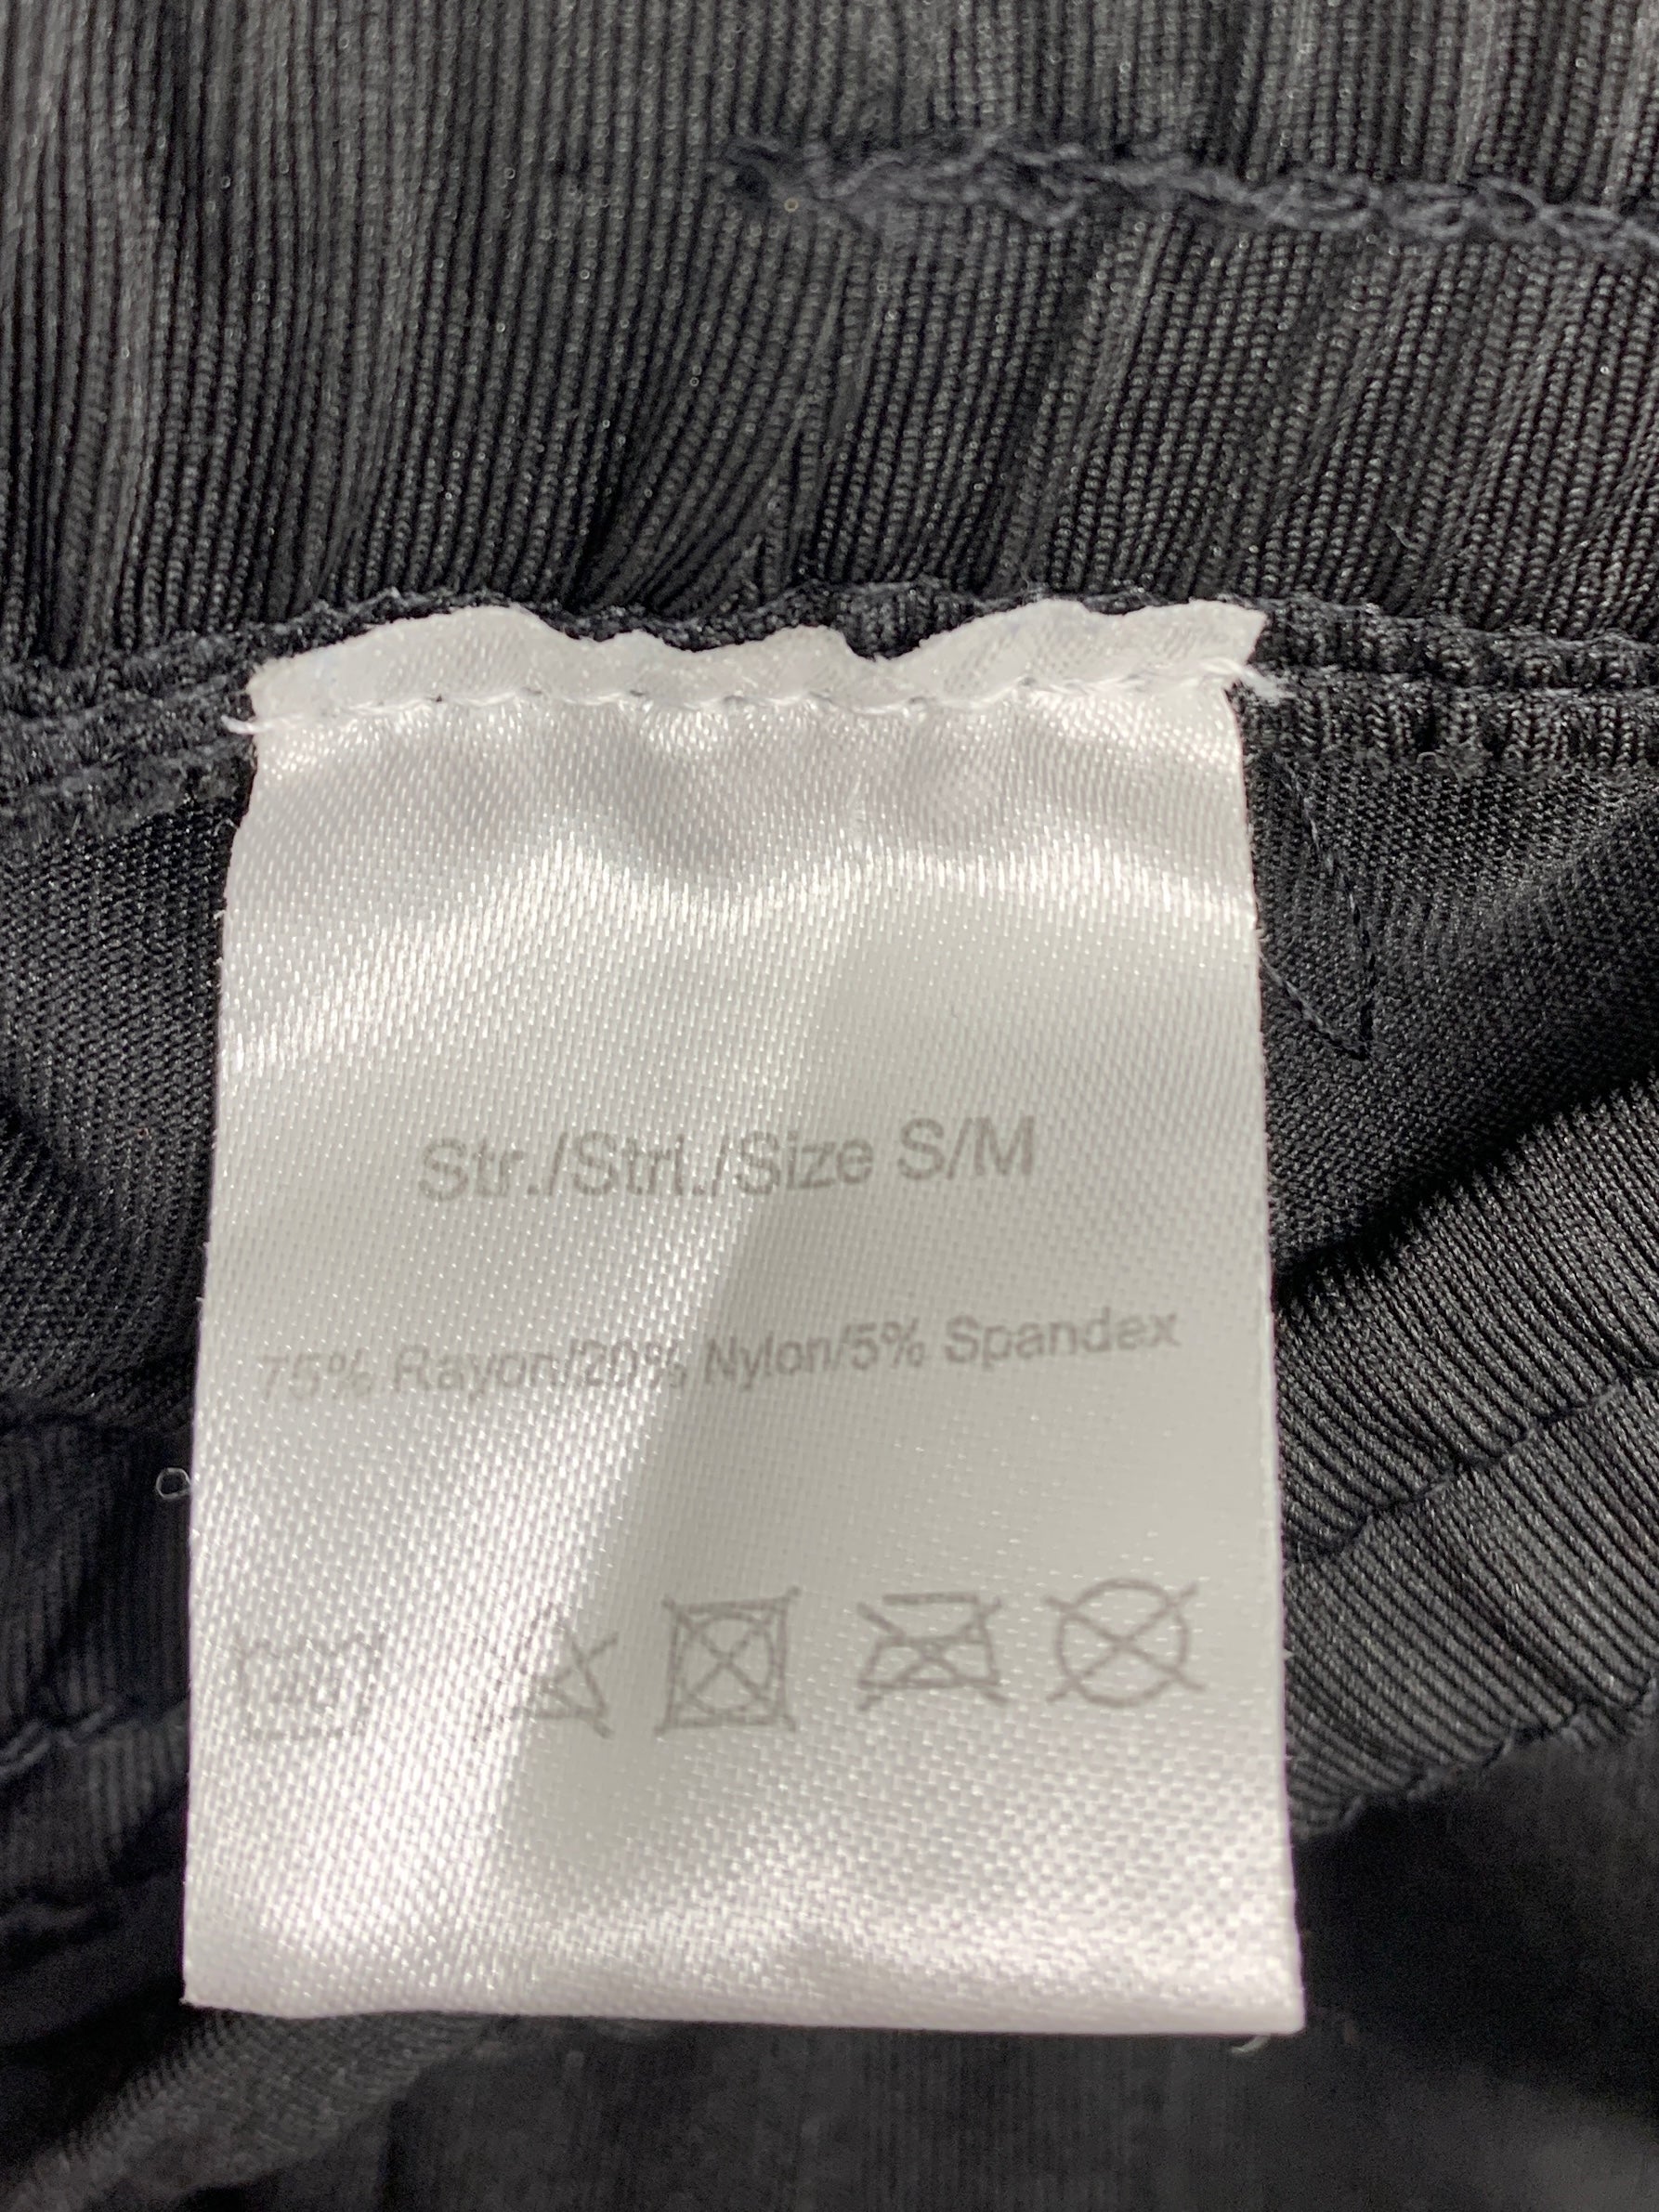 Str./Strl./Size S/M
75% Rayon/20% Nylon/5% Spandex